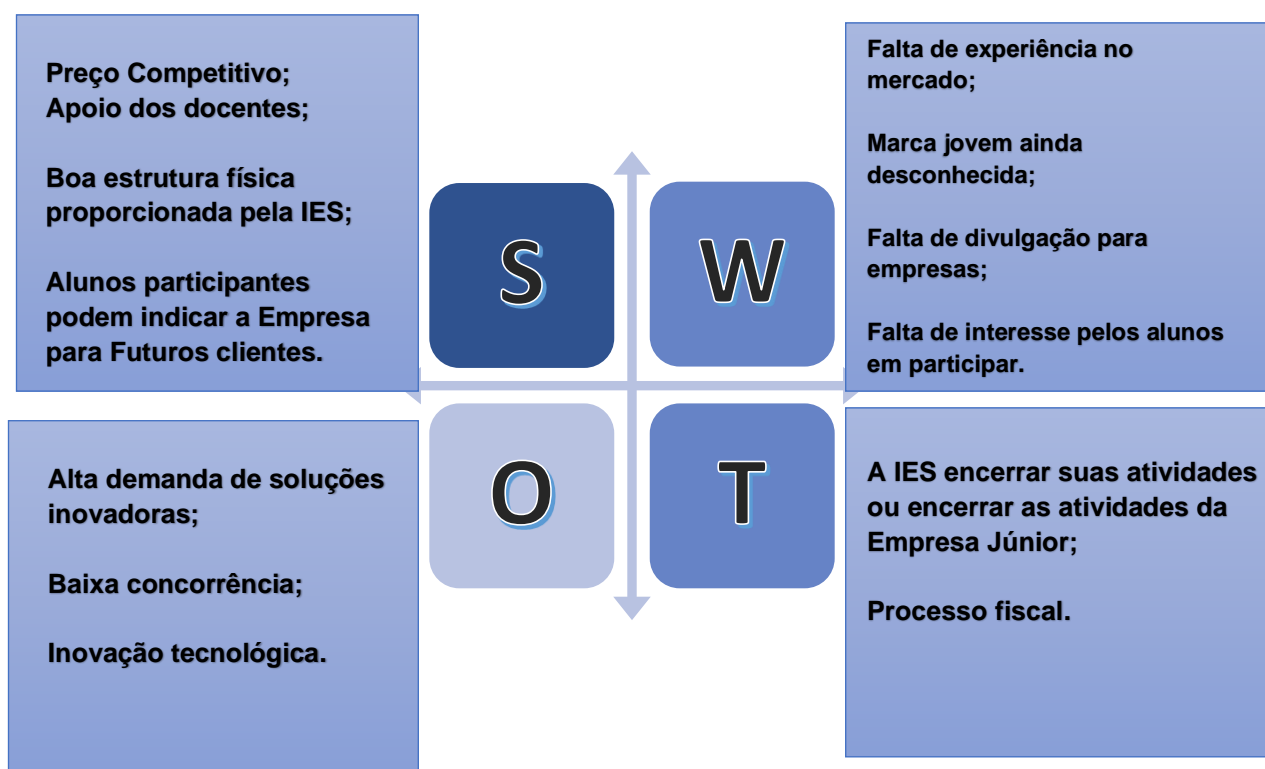 Preço Competitivo;
Apoio dos docentes;
Boa estrutura física
proporcionada pela IES;
Alunos participantes
podem indicar a Empresa
para Futuros clientes.
S
W
Falta de experiência no
mercado;
Marca jovem ainda
desconhecida;
Falta de divulgação para
empresas;
Falta de interesse pelos alunos
em participar.
Alta demanda de soluções
inovadoras;
Baixa concorrência;
Inovação tecnológica.
O
T
A IES encerrar suas atividades
ou encerrar as atividades da
Empresa Júnior;
Processo fiscal.